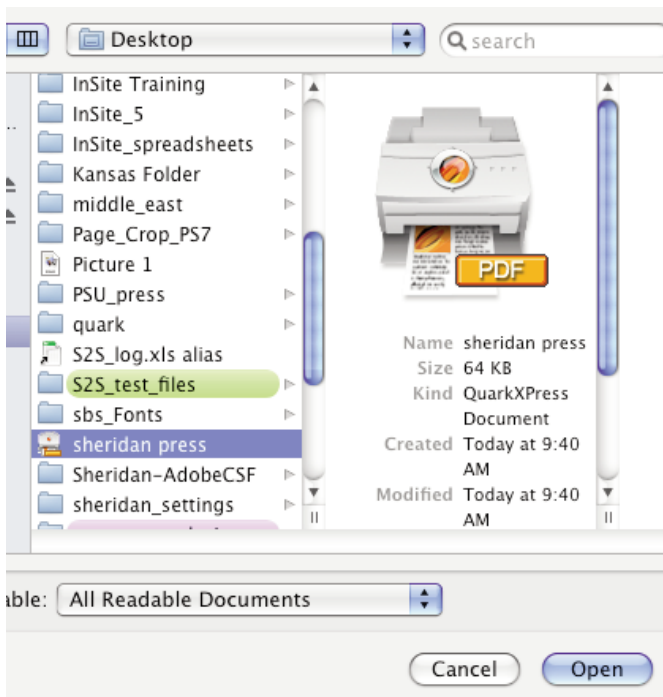 Desktop
search
InSite Training
InSite_5
InSite_spreadsheets
Kansas Folder
middle_east
Page_Crop_PS7
Picture 1
PSU_press
quark
S2S_log.xls alias
S2S_test_files
sbs_Fonts
sheridan press
Sheridan-AdobeCSF
sheridan_settings
PDF
Name sheridan press
Size 64 KB
Kind QuarkXPress
Document
Created Today at 9:40
AM
Modified Today at 9:40
AM
able: All Readable Documents
Cancel
Open